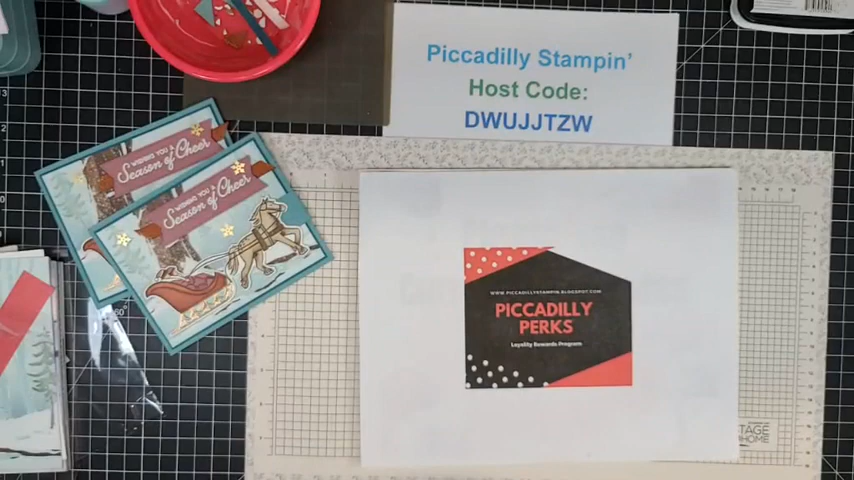 Piccadilly Stampin'
Host Code:
DWUJJTZW
WISHING YOU A
Season of Cheer
WISHING YOU A
Season of Cheer
WWW.PICCADILLYSTAMPIN.BLOGSPOT.COM
PICCADILLY
PERKS
Loyality Rewards Program
TAGE
HOME